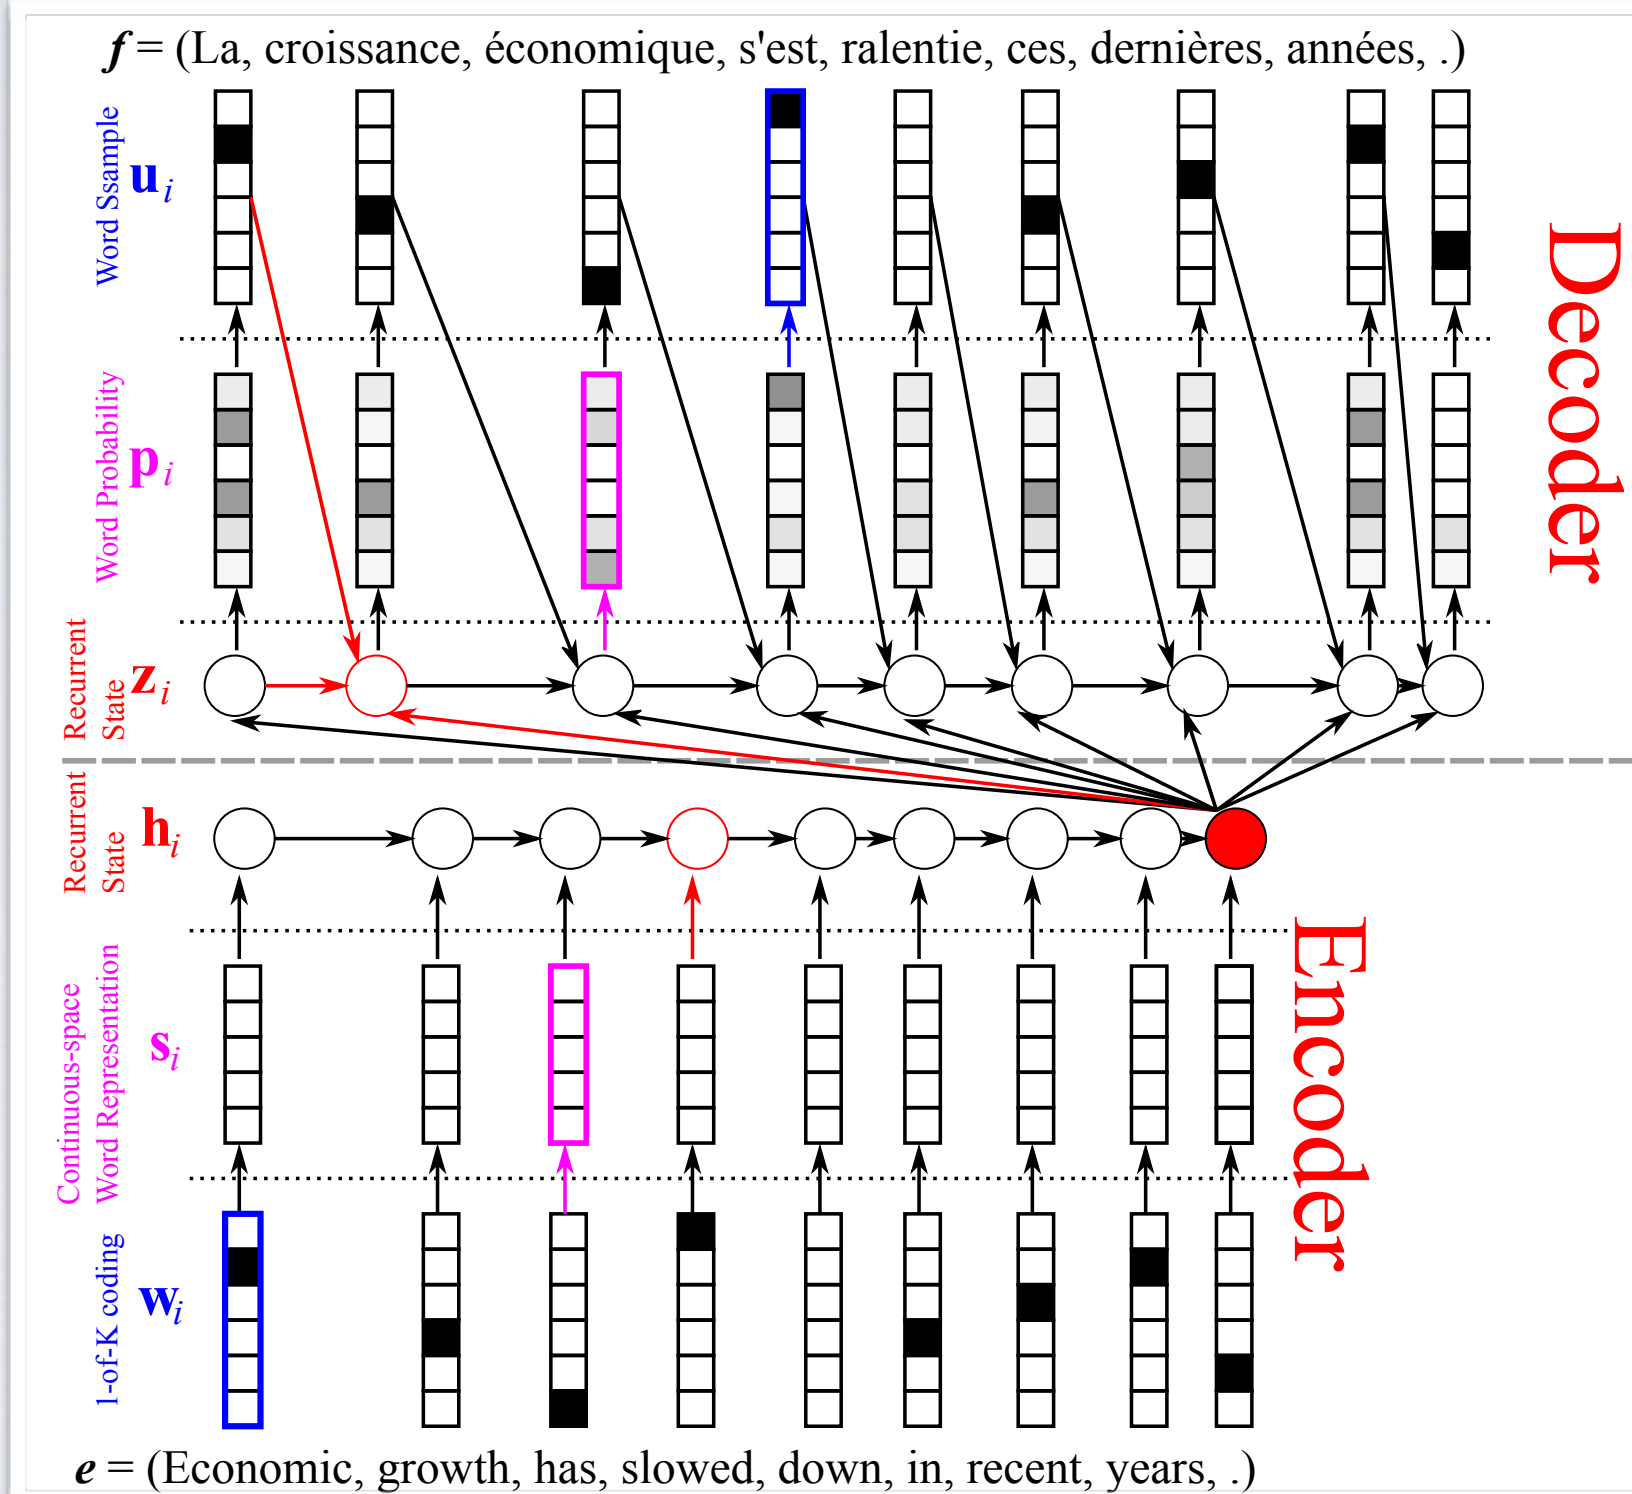 f = (La, croissance, économique, s'est, ralentie, ces, dernières, années, .)
Word Ssample
u_i
Word Probability
p_i
Recurrent
State
z_i
Decoder
Recurrent
State
h_i
Continuous-space
Word Representation
s_i
1-of-K coding
w_i
Encoder
e = (Economic, growth, has, slowed, down, in, recent, years, .)